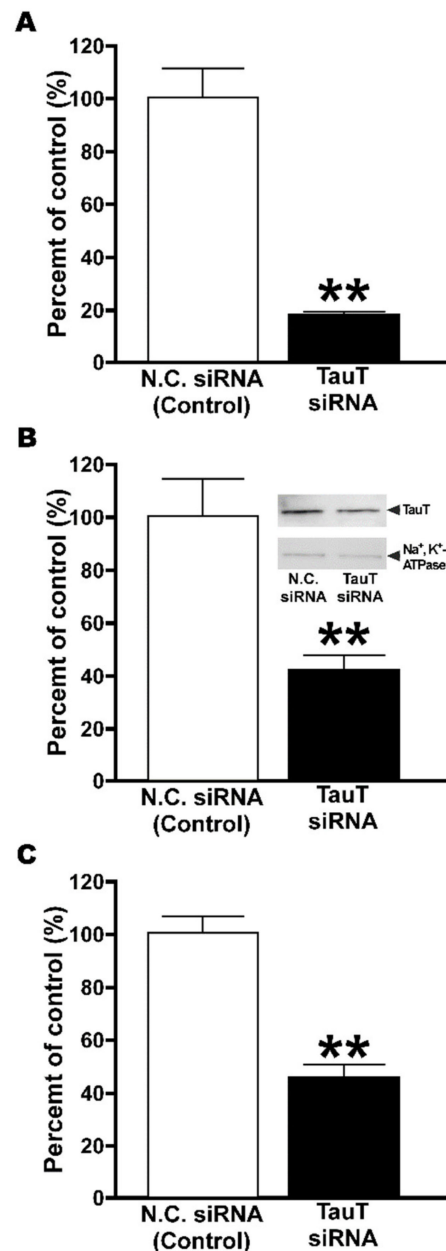 A
Percemt of control (%)
120
100
80
60
40
20
0
**
N.C. siRNA
(Control)
TauT
siRNA
B
Percemt of control (%)
120
100
80
60
40
20
0
TauT
Na⁺, K⁺-
ATPase
N.C.
siRNA
TauT
siRNA
**
N.C. siRNA
(Control)
TauT
siRNA
C
Percemt of control (%)
120
100
80
60
40
20
0
**
N.C. siRNA
(Control)
TauT
siRNA